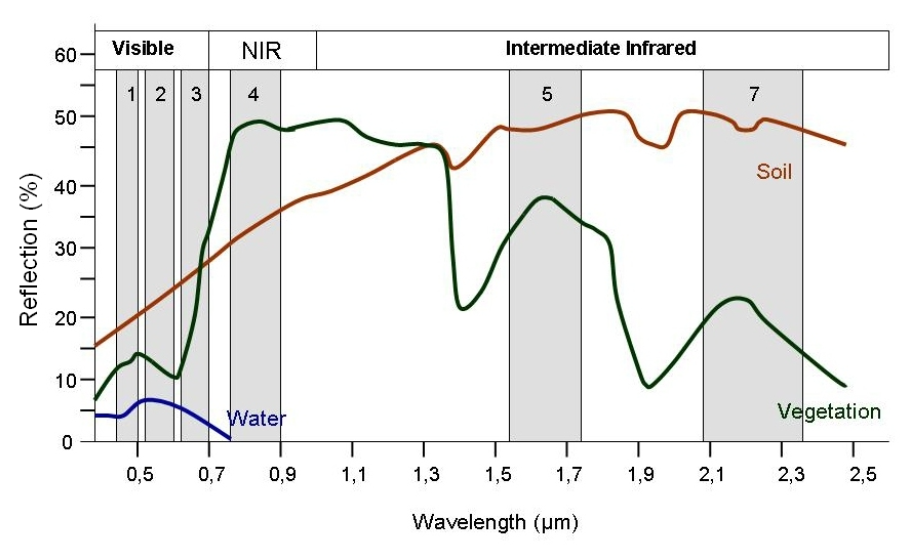 Visible NIR Intermediate Infrared
60
1 2 3 4 5 7
50
Soil
40
30
20
10
Vegetation
Water
0
0,5 0,7 0,9 1,1 1,3 1,5 1,7 1,9 2,1 2,3 2,5
Reflection (%)
Wavelength (µm)